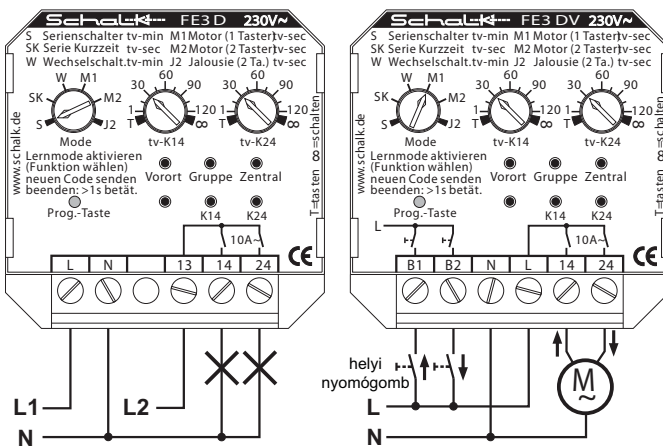 Schalk FE3 D 230V~
S Serienschalter tv-min M1 Motor (1 Taster) tv-sec
SK Serie Kurzzeit tv-sec M2 Motor (2 Taster) tv-sec
W Wechselschalt. tv-min J2 Jalousie (2 Ta.) tv-sec
W M1
SK M2
S J2
Mode
60
30 90
1 120
T ∞
tv-K14
60
30 90
1 120
T ∞
tv-K24
www.schalk.de
T=tasten ∞=schalten
Lernmode aktivieren
(Funktion wählen)
neuen Code senden
beenden: >1s betät.
Prog.-Taste
Vorort Gruppe Zentral
K14 K24
10A~
CE
L N 13 14 24
L1 L2
N
Schalk FE3 DV 230V~
S Serienschalter tv-min M1 Motor (1 Taster) tv-sec
SK Serie Kurzzeit tv-sec M2 Motor (2 Taster) tv-sec
W Wechselschalt. tv-min J2 Jalousie (2 Ta.) tv-sec
W M1
SK M2
S J2
Mode
60
30 90
1 120
T ∞
tv-K14
60
30 90
1 120
T ∞
tv-K24
www.schalk.de
T=tasten ∞=schalten
Lernmode aktivieren
(Funktion wählen)
neuen Code senden
beenden: >1s betät.
Prog.-Taste
Vorort Gruppe Zentral
K14 K24
L
10A~
CE
B1 B2 N L 14 24
helyi
nyomógomb
M
~
L
N